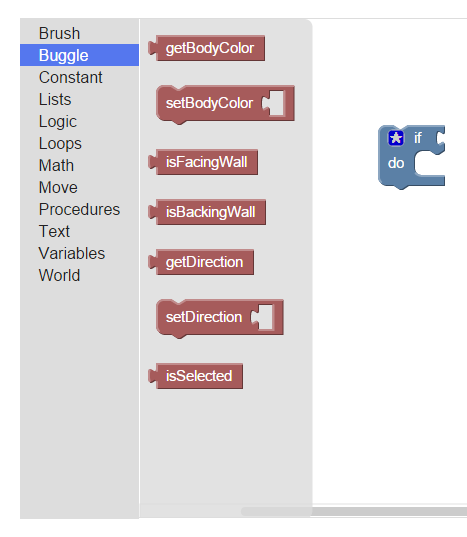 Brush
Buggle
Constant
Lists
Logic
Loops
Math
Move
Procedures
Text
Variables
World
getBodyColor
setBodyColor
isFacingWall
isBackingWall
getDirection
setDirection
isSelected
if
do